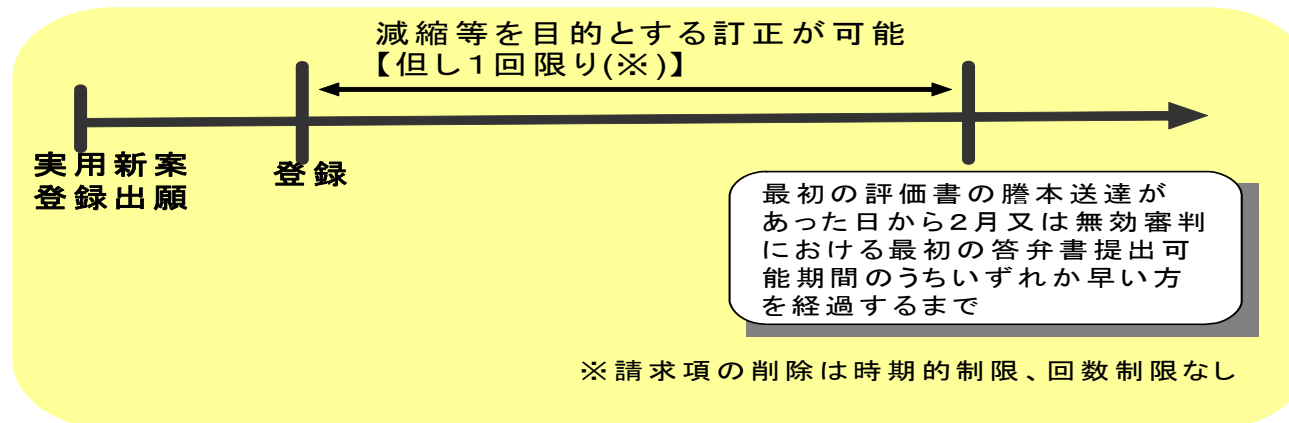 減縮等を目的とする訂正が可能
【但し1回限り(※)】
実用新案
登録出願
登録
最初の評価書の謄本送達が
あった日から2月又は無効審判
における最初の答弁書提出可
能期間のうちいずれか早い方
を経過するまで
※請求項の削除は時期的制限、回数制限なし